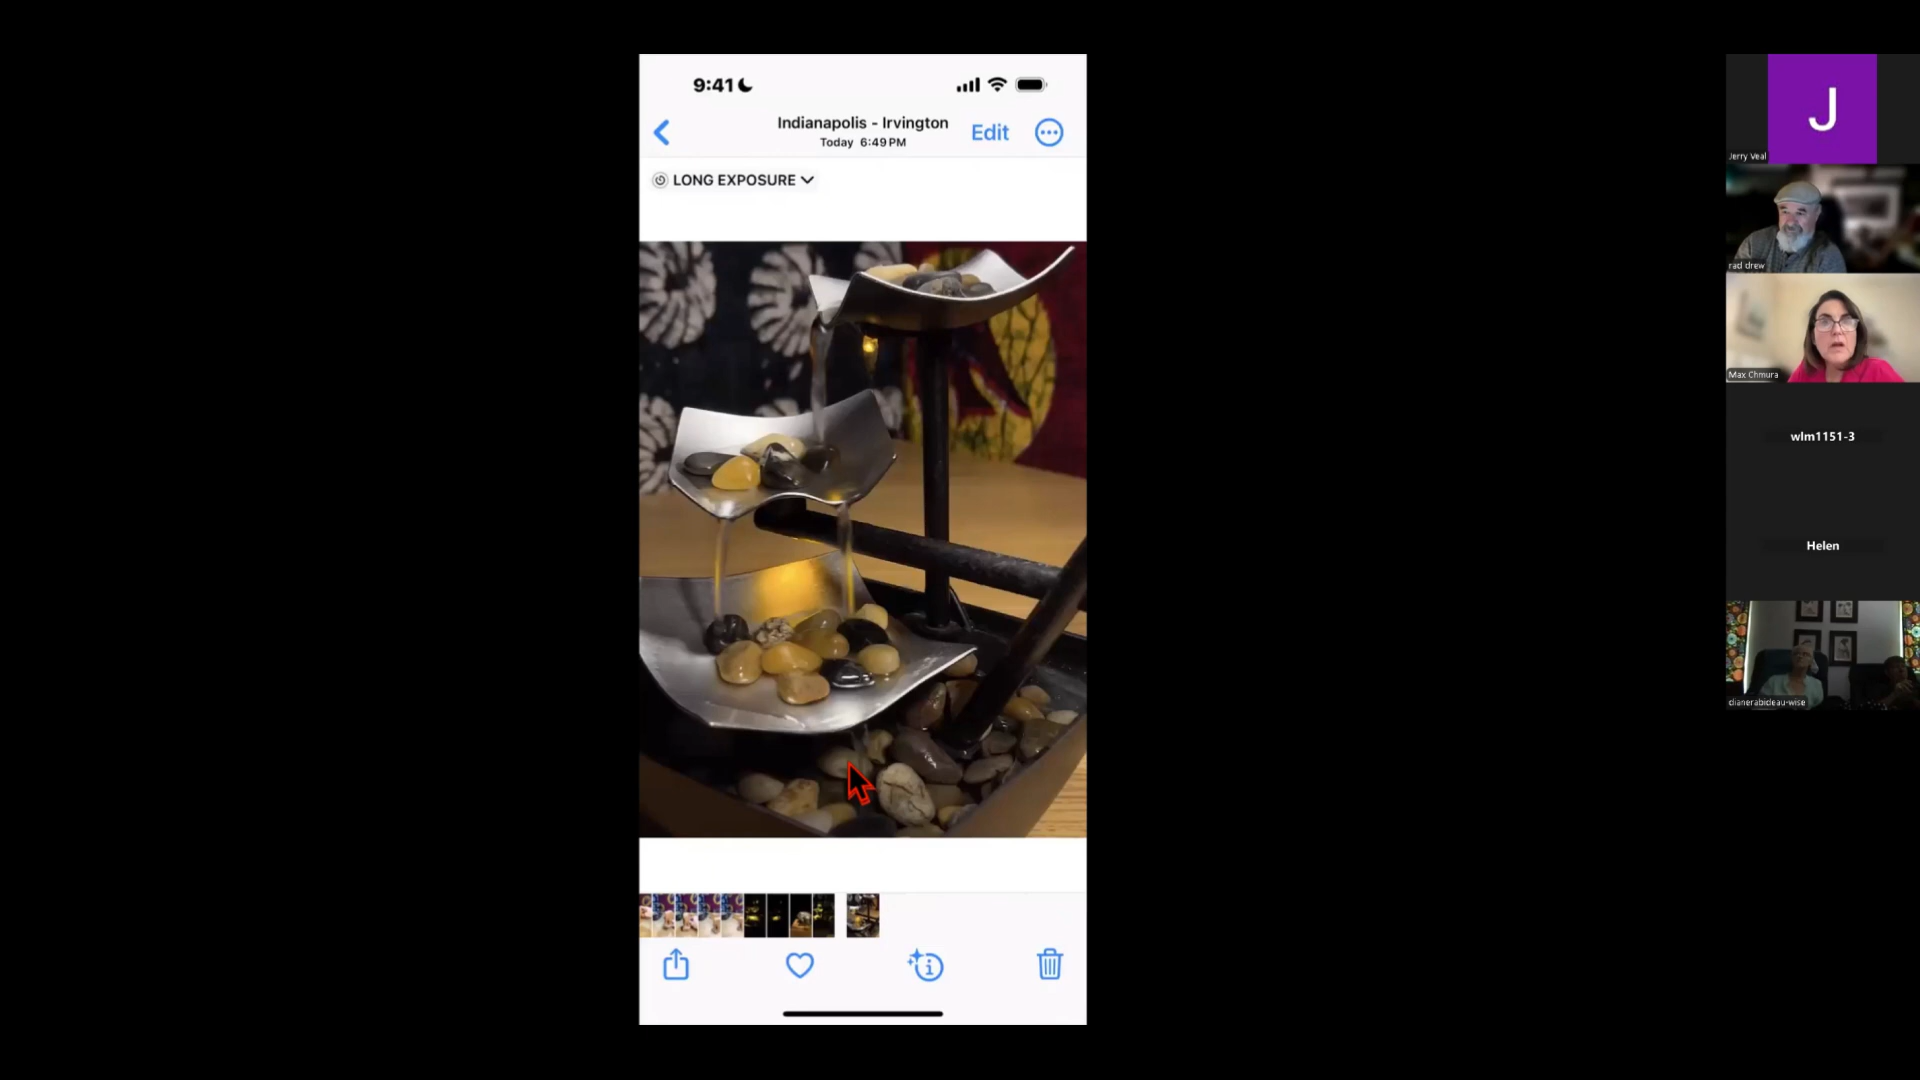 9:41
Indianapolis - Irvington
Today 6:49 PM
Edit
LONG EXPOSURE
J
Jerry Veal
rad drew
Max Chmura
wlm1151-3
Helen
dianerabideau-wise